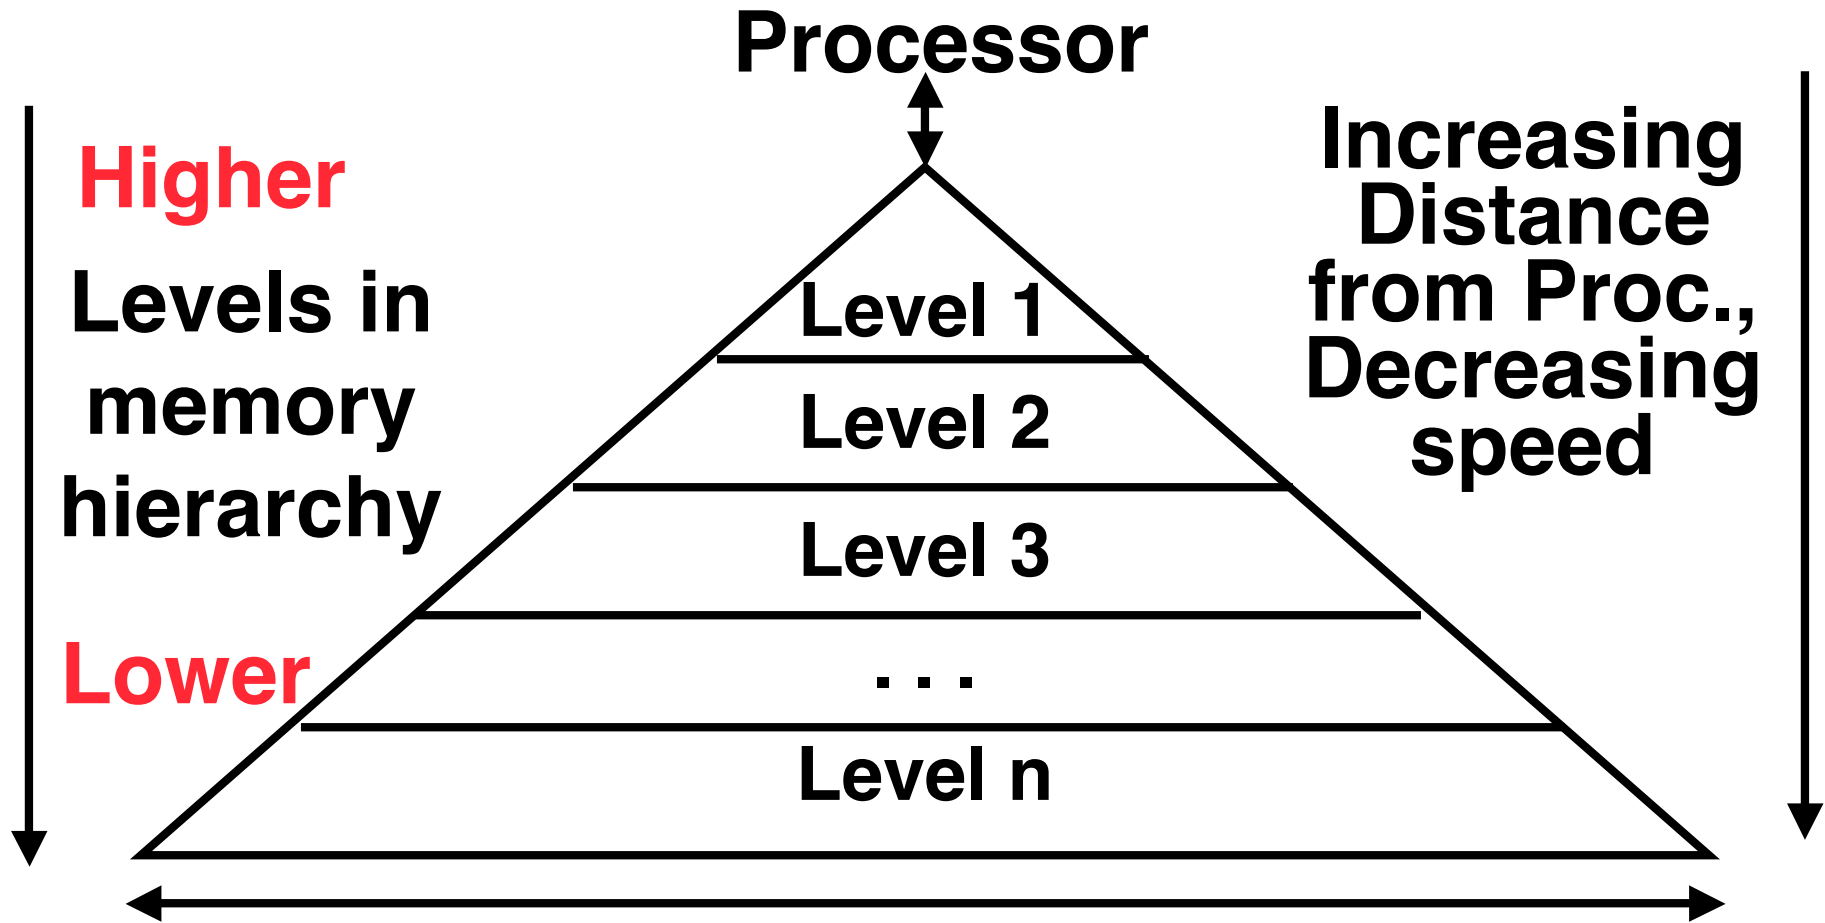 Processor
Higher
Levels in
memory
hierarchy
Lower
Increasing
Distance
from Proc.,
Decreasing
speed
Level 1
Level 2
Level 3
. . .
Level n